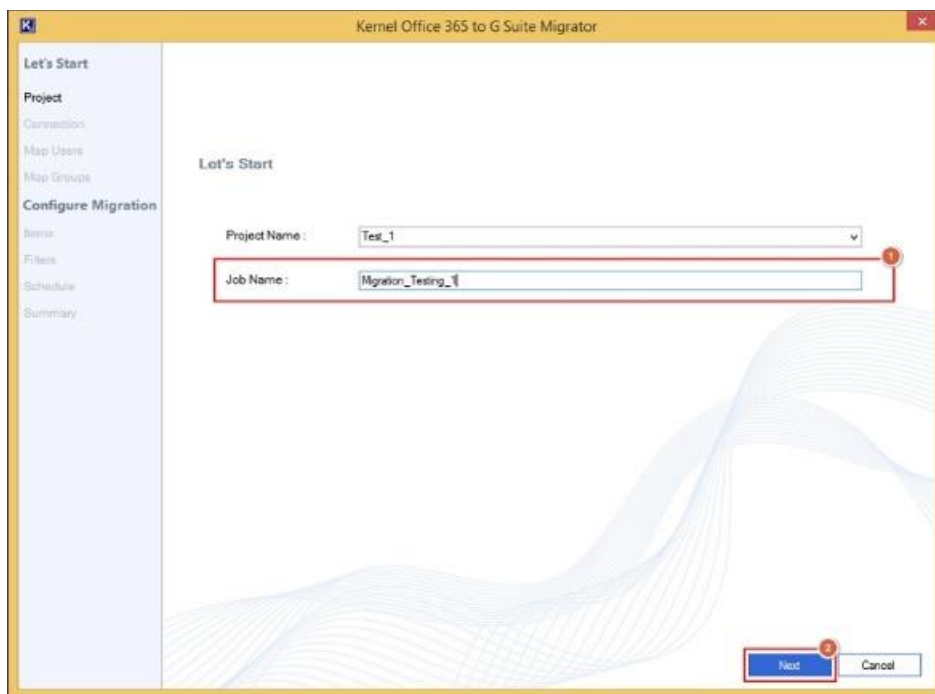 K
Kernel Office 365 to G Suite Migrator
Let's Start
Project
Connection
Map Users
Map Groups
Configure Migration
Items
Filters
Schedule
Summary
Let's Start
Project Name :
Test_1
1
Job Name :
Migration_Testing_1
2
Next
Cancel